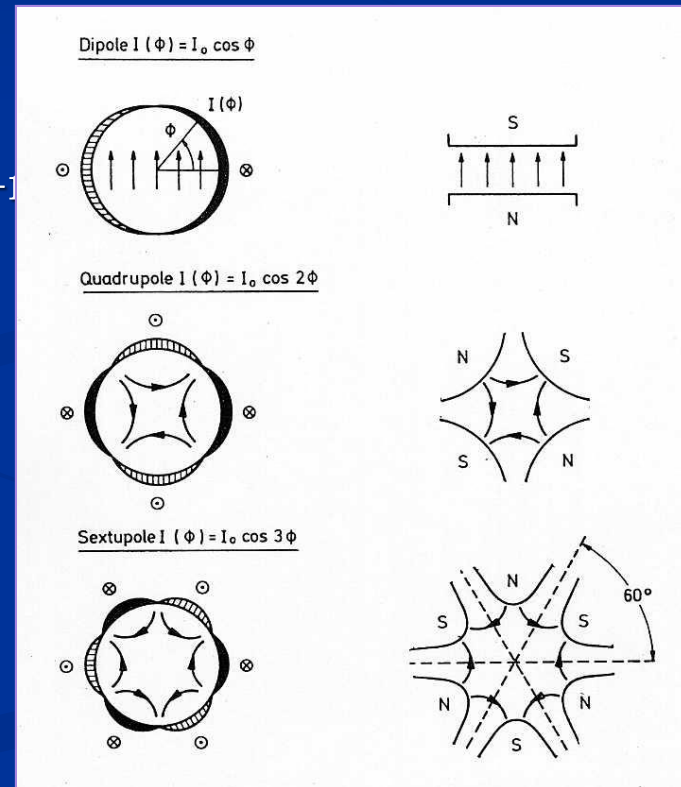 Dipole I (Φ) = I₀ cos Φ
I (Φ)
Φ
S
N
Quadrupole I (Φ) = I₀ cos 2Φ
N S
S N
Sextupole I (Φ) = I₀ cos 3Φ
N
S S
60°
N N
S